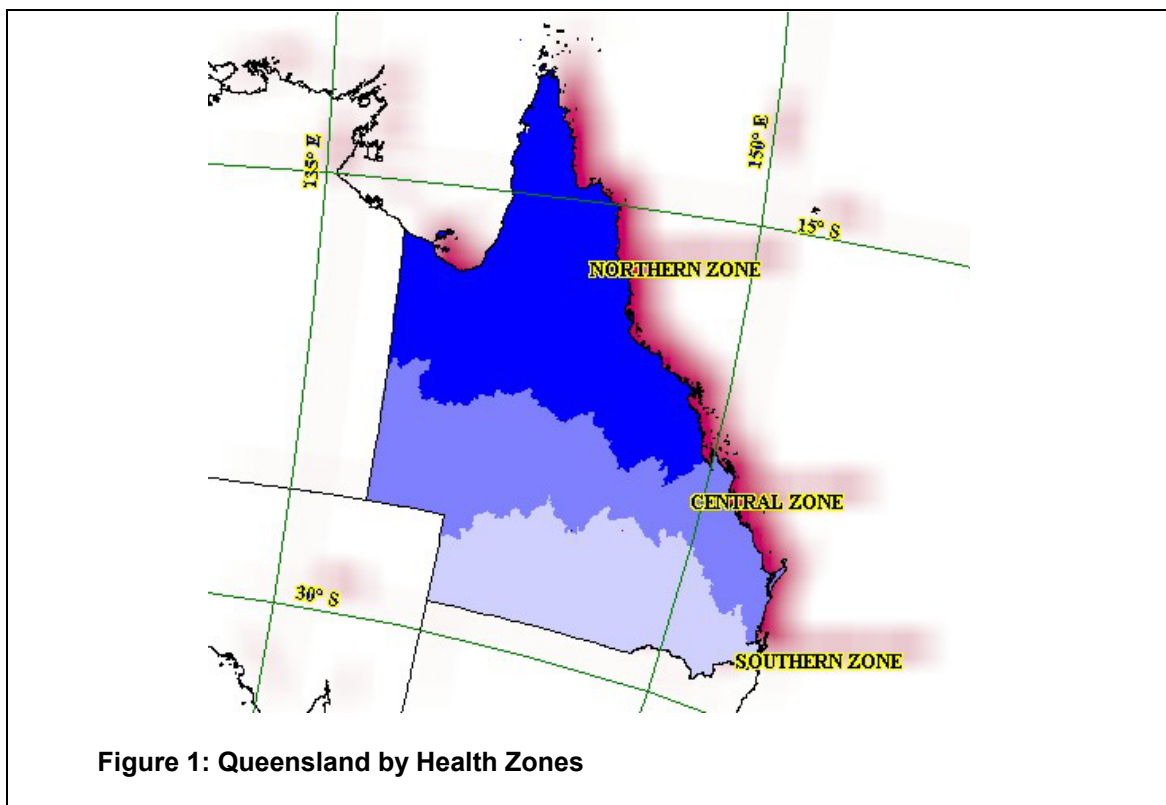 135° E
150° E
15° S
NORTHERN ZONE
CENTRAL ZONE
30° S
SOUTHERN ZONE
Figure 1: Queensland by Health Zones